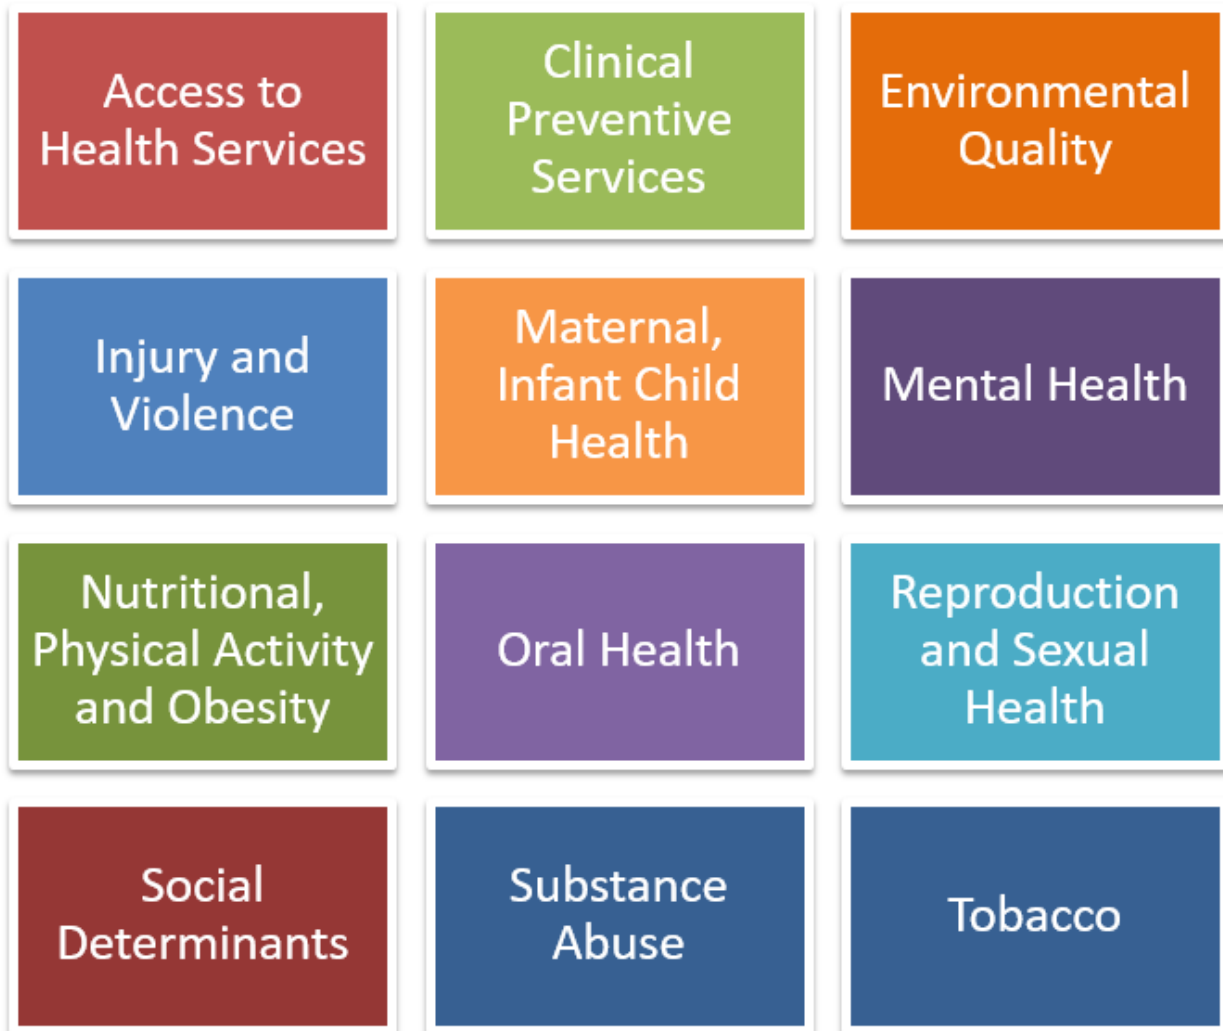 Access to
Health Services
Clinical
Preventive
Services
Environmental
Quality
Injury and
Violence
Maternal,
Infant Child
Health
Mental Health
Nutritional,
Physical Activity
and Obesity
Oral Health
Reproduction
and Sexual
Health
Social
Determinants
Substance
Abuse
Tobacco